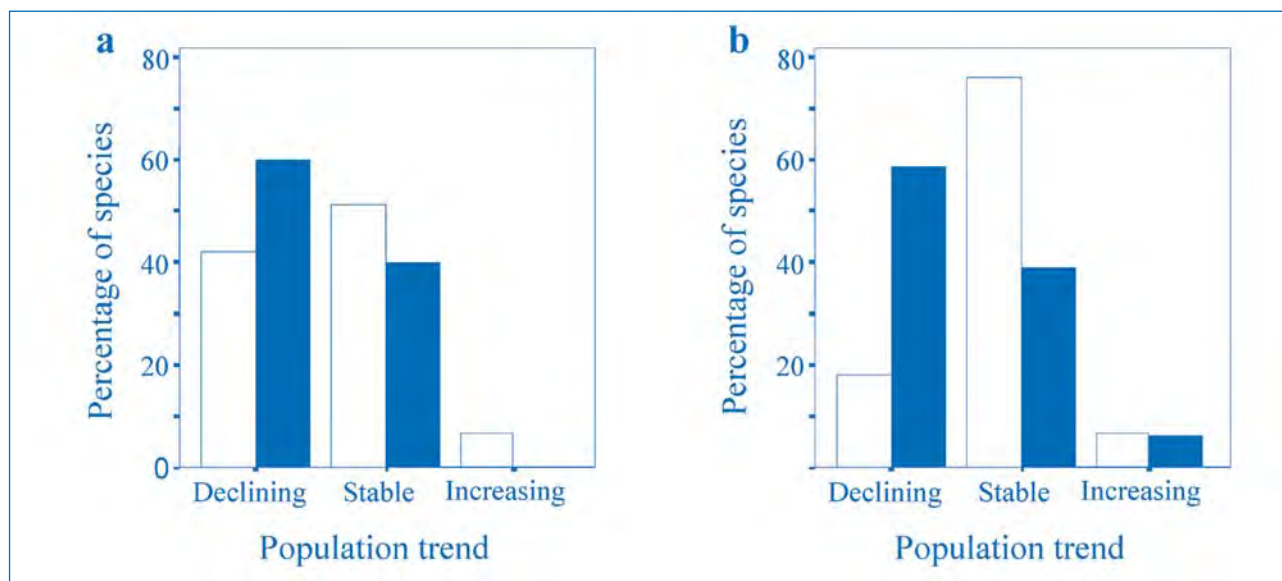 a
80
60
40
20
0
Percentage of species
Declining Stable Increasing
Population trend
b
80
60
40
20
Percentage of species
Declining Stable Increasing
Population trend